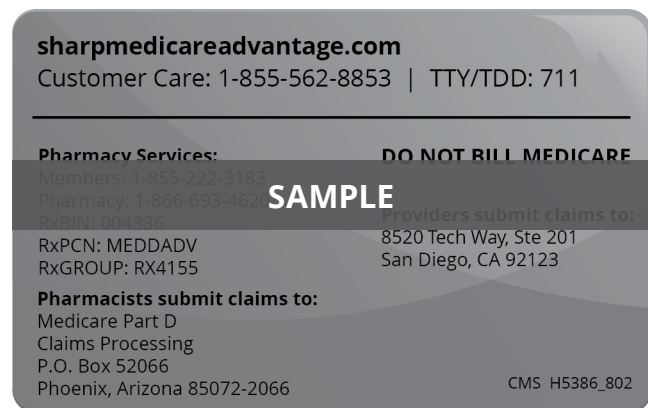 sharpmedicareadvantage.com
Customer Care: 1-855-562-8853 | TTY/TDD: 711
Pharmacy Services:
Members: 1-855-222-3183
Pharmacy: 1-866-693-4620
RxBIN: 004336
RxPCN: MEDDADV
RxGROUP: RX4155
Pharmacists submit claims to:
Medicare Part D
Claims Processing
P.O. Box 52066
Phoenix, Arizona 85072-2066
DO NOT BILL MEDICARE
SAMPLE
Providers submit claims to:
8520 Tech Way, Ste 201
San Diego, CA 92123
CMS H5386_802